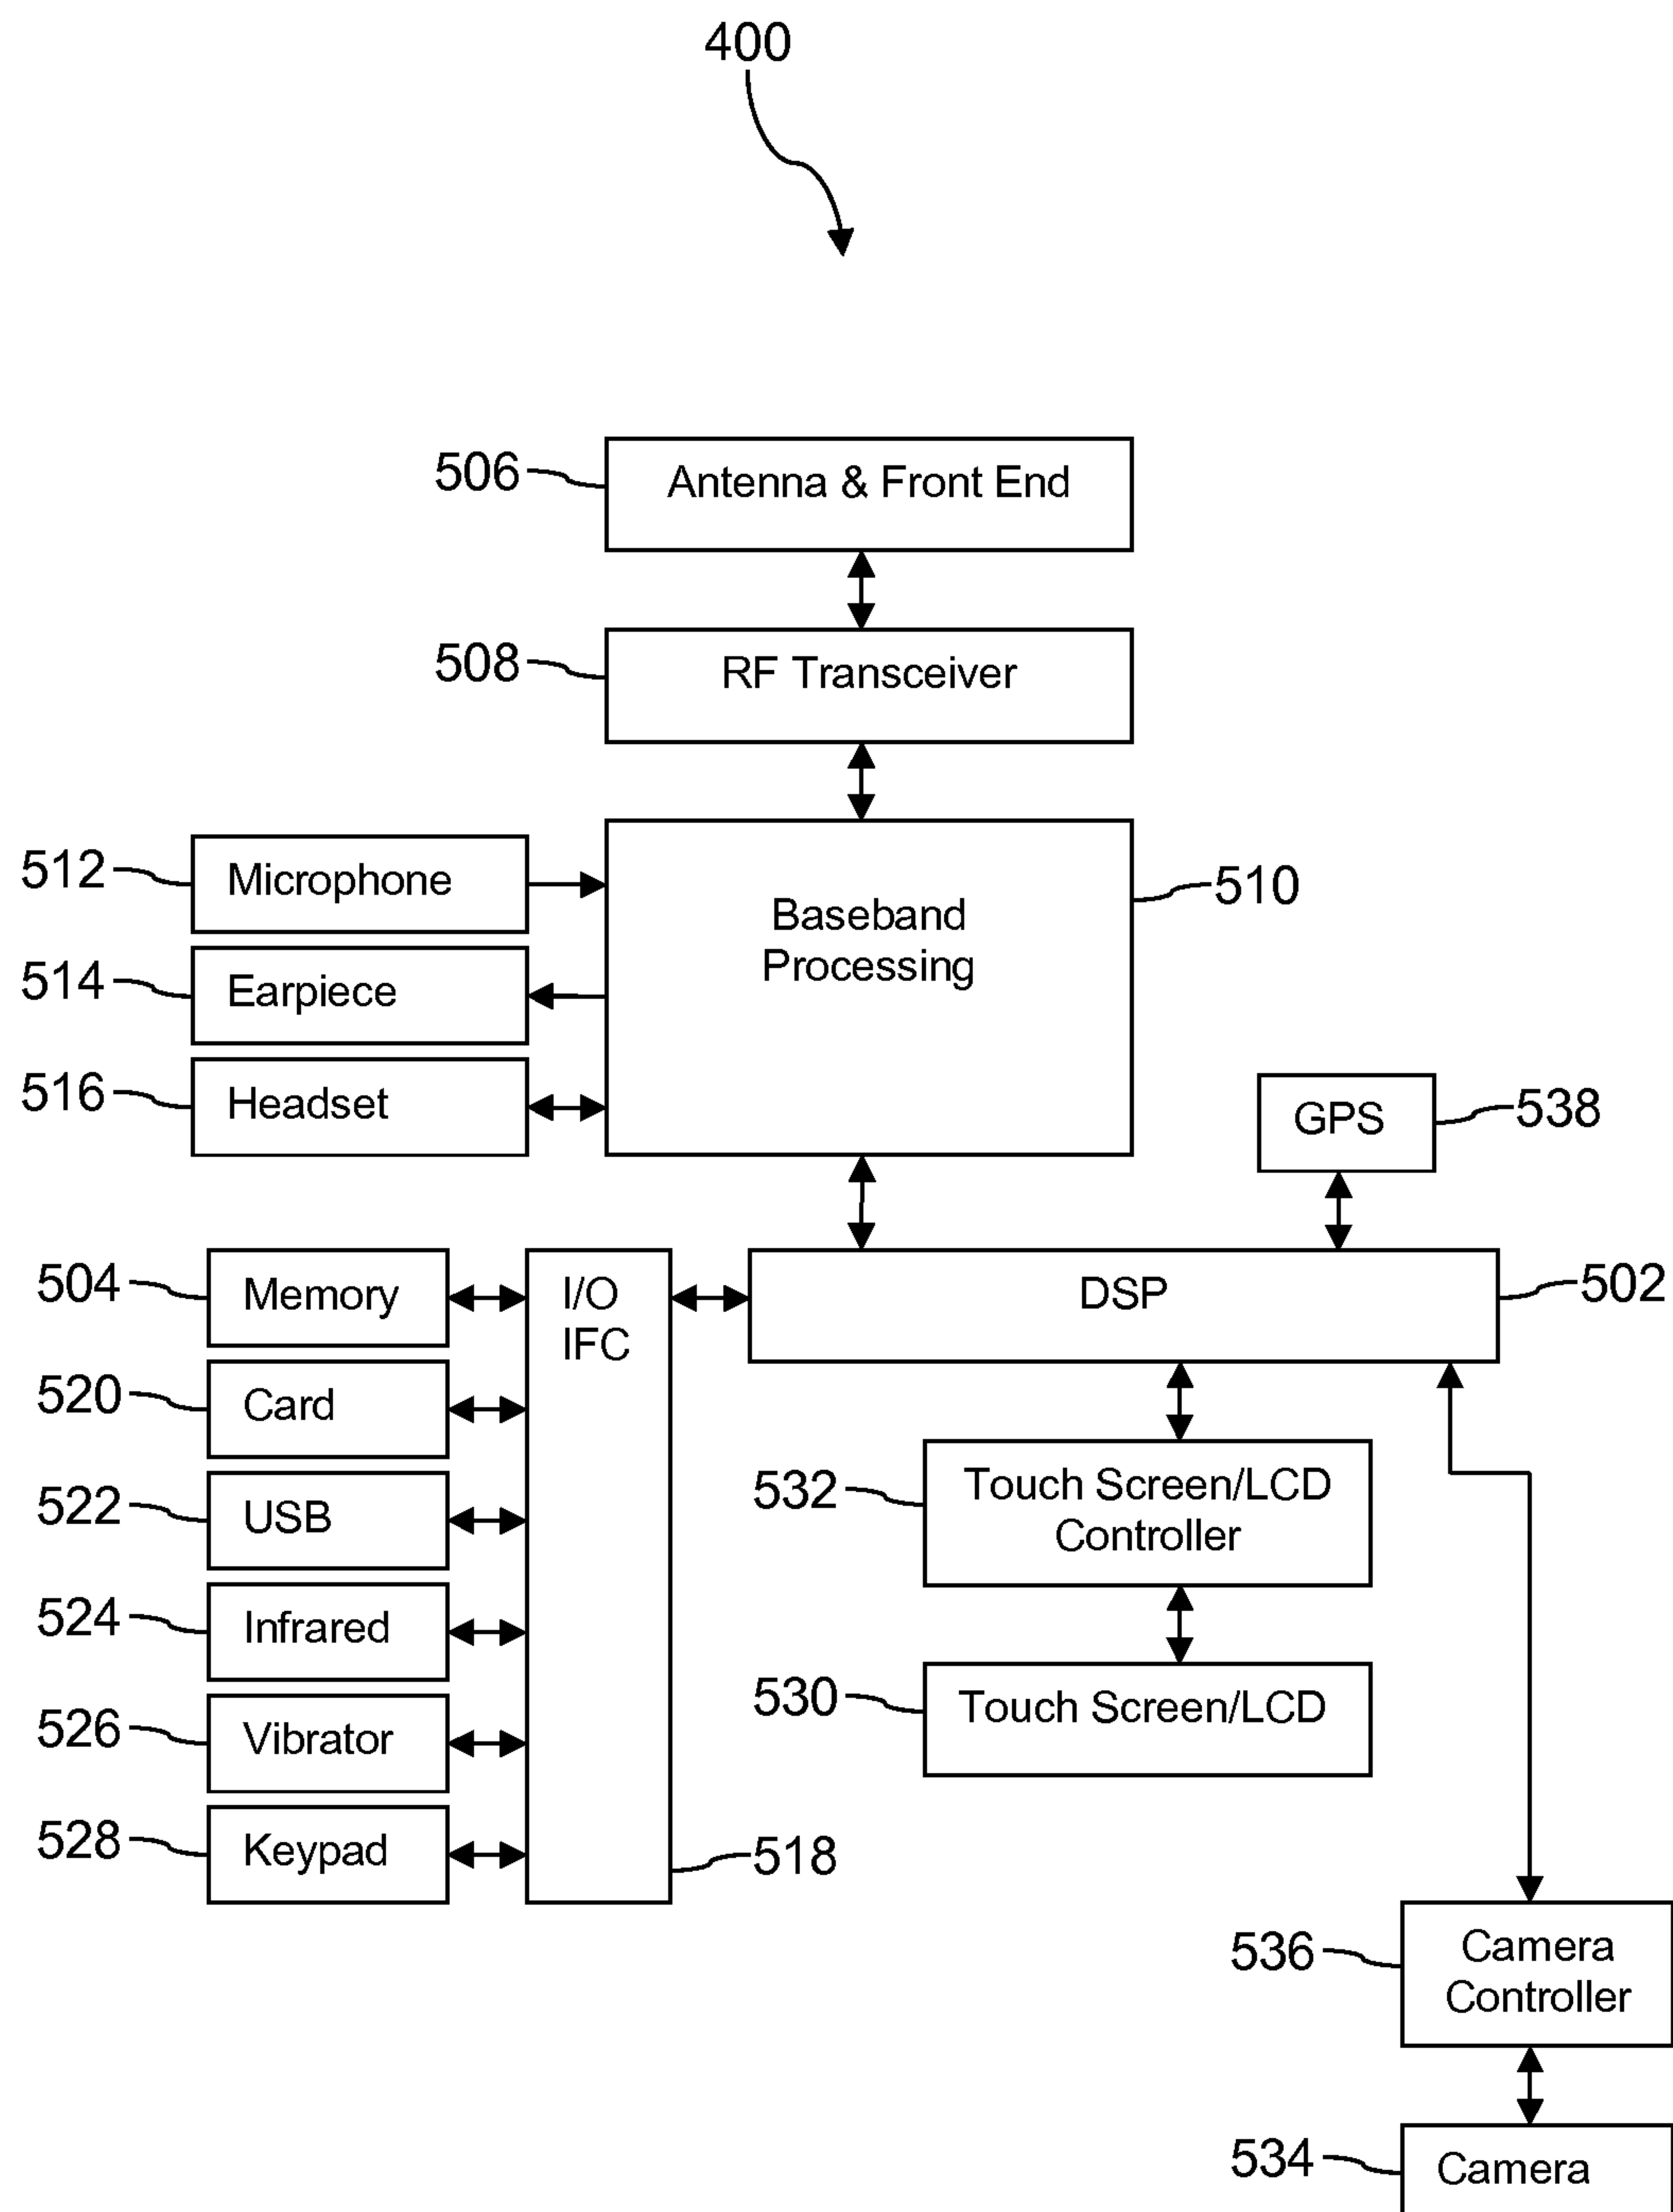 400
506
Antenna & Front End
508
RF Transceiver
512
Microphone
510
Baseband
Processing
514
Earpiece
516
Headset
GPS
538
504
Memory
I/O
IFC
DSP
502
520
Card
522
USB
532
Touch Screen/LCD
Controller
524
Infrared
526
Vibrator
530
Touch Screen/LCD
528
Keypad
518
536
Camera
Controller
534
Camera